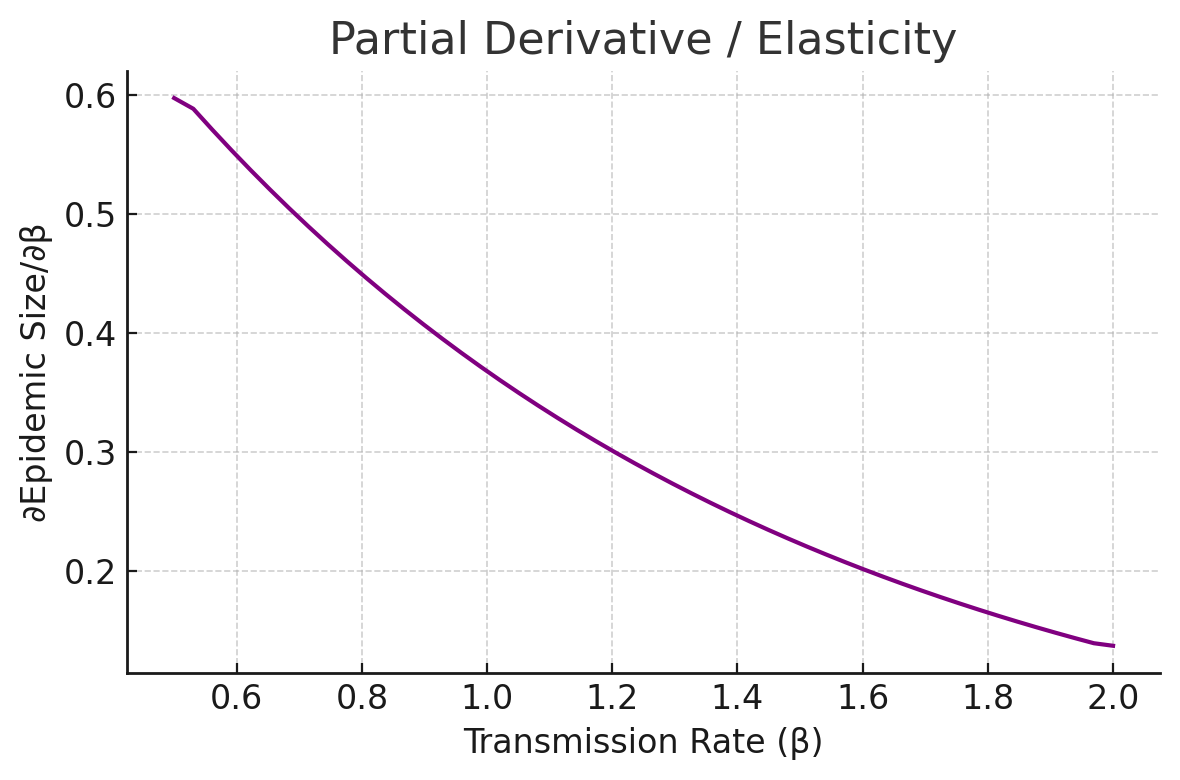 Partial Derivative / Elasticity
∂Epidemic Size/∂β
0.6
0.5
0.4
0.3
0.2
0.6 0.8 1.0 1.2 1.4 1.6 1.8 2.0
Transmission Rate (β)